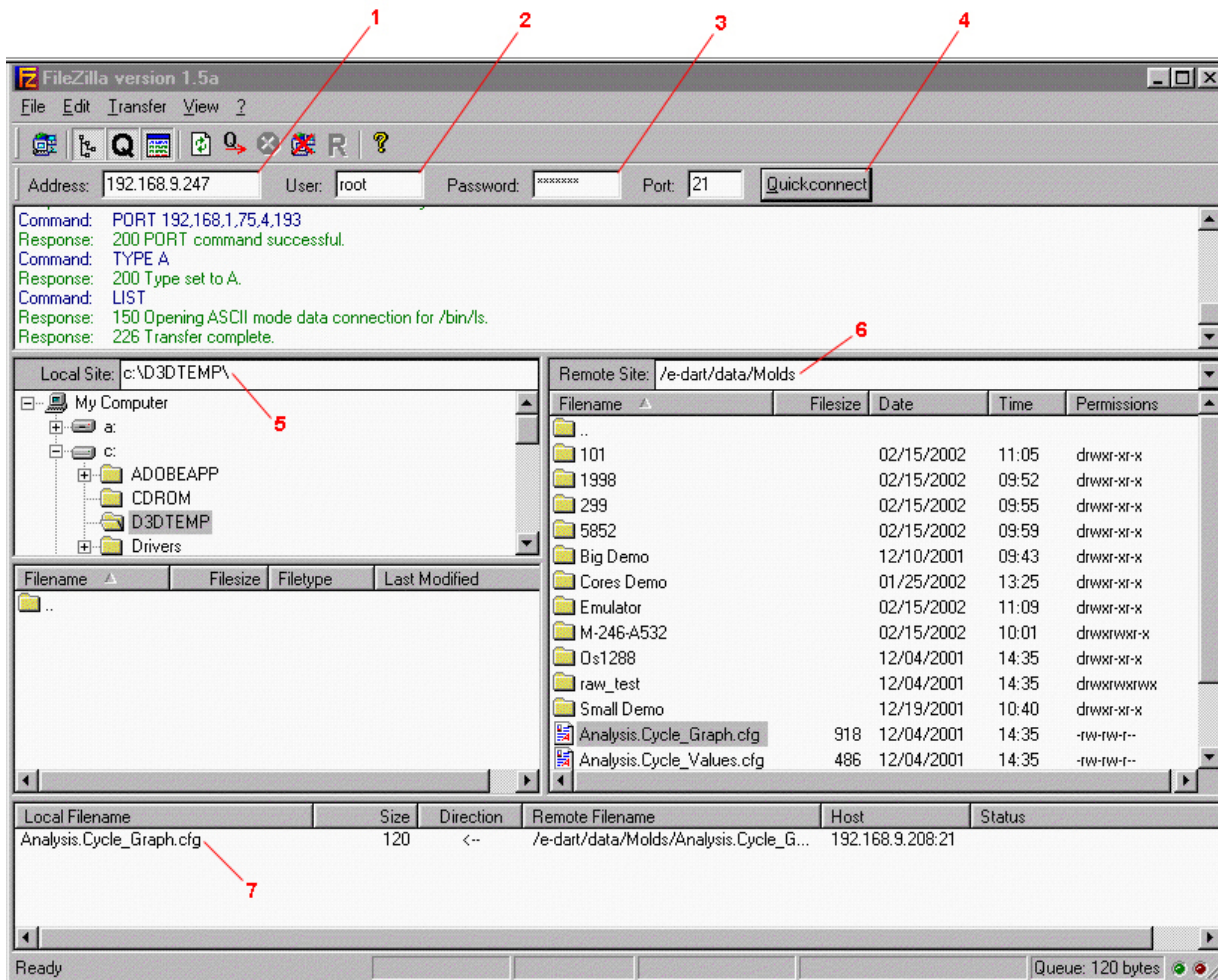 1 2 3 4
FileZilla version 1.5a
File Edit Transfer View ?
Address: 192.168.9.247 User: root Password: ******* Port: 21 Quickconnect
Command: PORT 192,168,1,75,4,193
Response: 200 PORT command successful.
Command: TYPE A
Response: 200 Type set to A.
Command: LIST
Response: 150 Opening ASCII mode data connection for /bin/ls.
Response: 226 Transfer complete.
6
Local Site: c:\D3DTEMP\
5
My Computer
a:
c:
ADOBEAPP
CDROM
D3DTEMP
Drivers
Filename Filesize Filetype Last Modified
..
Remote Site: /e-dart/data/Molds
Filename Filesize Date Time Permissions
..
101 02/15/2002 11:05 drwxr-xr-x
1998 02/15/2002 09:52 drwxr-xr-x
299 02/15/2002 09:55 drwxr-xr-x
5852 02/15/2002 09:59 drwxr-xr-x
Big Demo 12/10/2001 09:43 drwxr-xr-x
Cores Demo 01/25/2002 13:25 drwxr-xr-x
Emulator 02/15/2002 11:09 drwxr-xr-x
M-246-A532 02/15/2002 10:01 drwxrwxr-x
Os1288 12/04/2001 14:35 drwxr-xr-x
raw_test 12/04/2001 14:35 drwxrwxrwx
Small Demo 12/19/2001 10:40 drwxr-xr-x
Analysis.Cycle_Graph.cfg 918 12/04/2001 14:35 -rw-rw-r--
Analysis.Cycle_Values.cfg 486 12/04/2001 14:35 -rw-rw-r--
Local Filename Size Direction Remote Filename Host Status
Analysis.Cycle_Graph.cfg 120 <-- /e-dart/data/Molds/Analysis.Cycle_G... 192.168.9.208:21
7
Ready Queue: 120 bytes